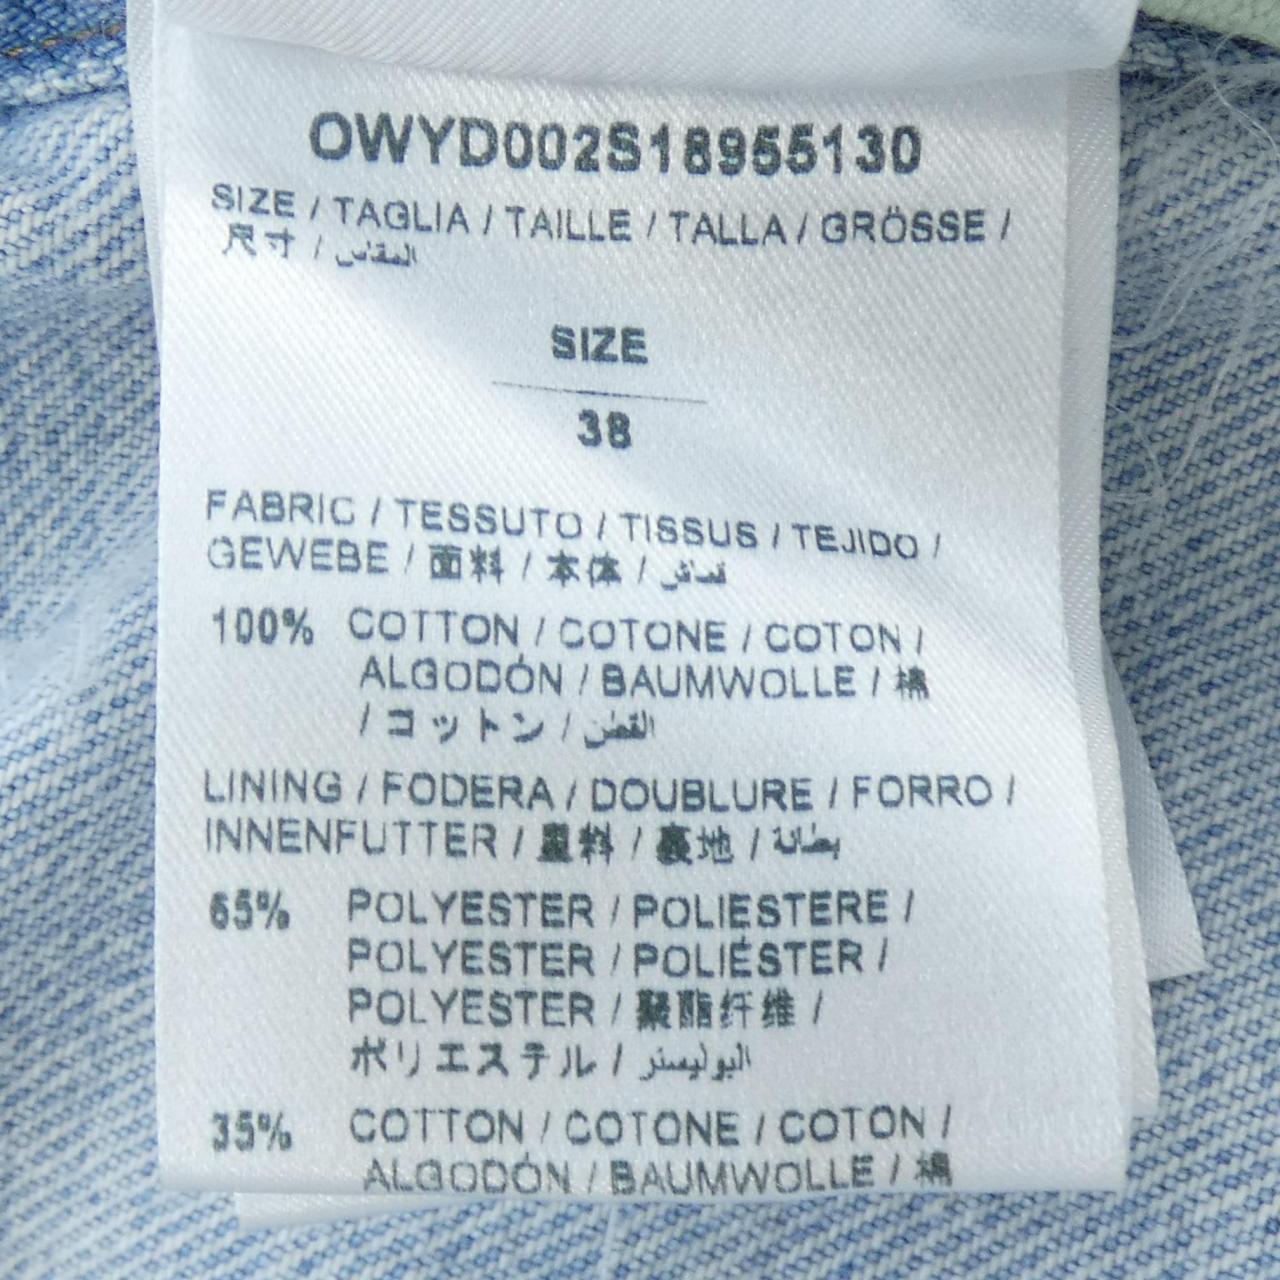 OWYD002S18955130
SIZE / TAGLIA / TAILLE / TALLA / GRÖSSE /
尺寸 / المقاس
SIZE
38
FABRIC / TESSUTO / TISSUS / TEJIDO /
GEWEBE / 面料 / 本体 / قماش
100% COTTON / COTONE / COTON /
ALGODÓN / BAUMWOLLE / 棉
/ コットン / القطن
LINING / FODERA / DOUBLURE / FORRO /
INNENFUTTER / 里料 / 裏地 / بطانة
65% POLYESTER / POLIESTERE /
POLYESTER / POLIÉSTER /
POLYESTER / 聚酯纤维 /
ポリエステル / البوليستر
35% COTTON / COTONE / COTON /
ALGODÓN / BAUMWOLLE / 棉